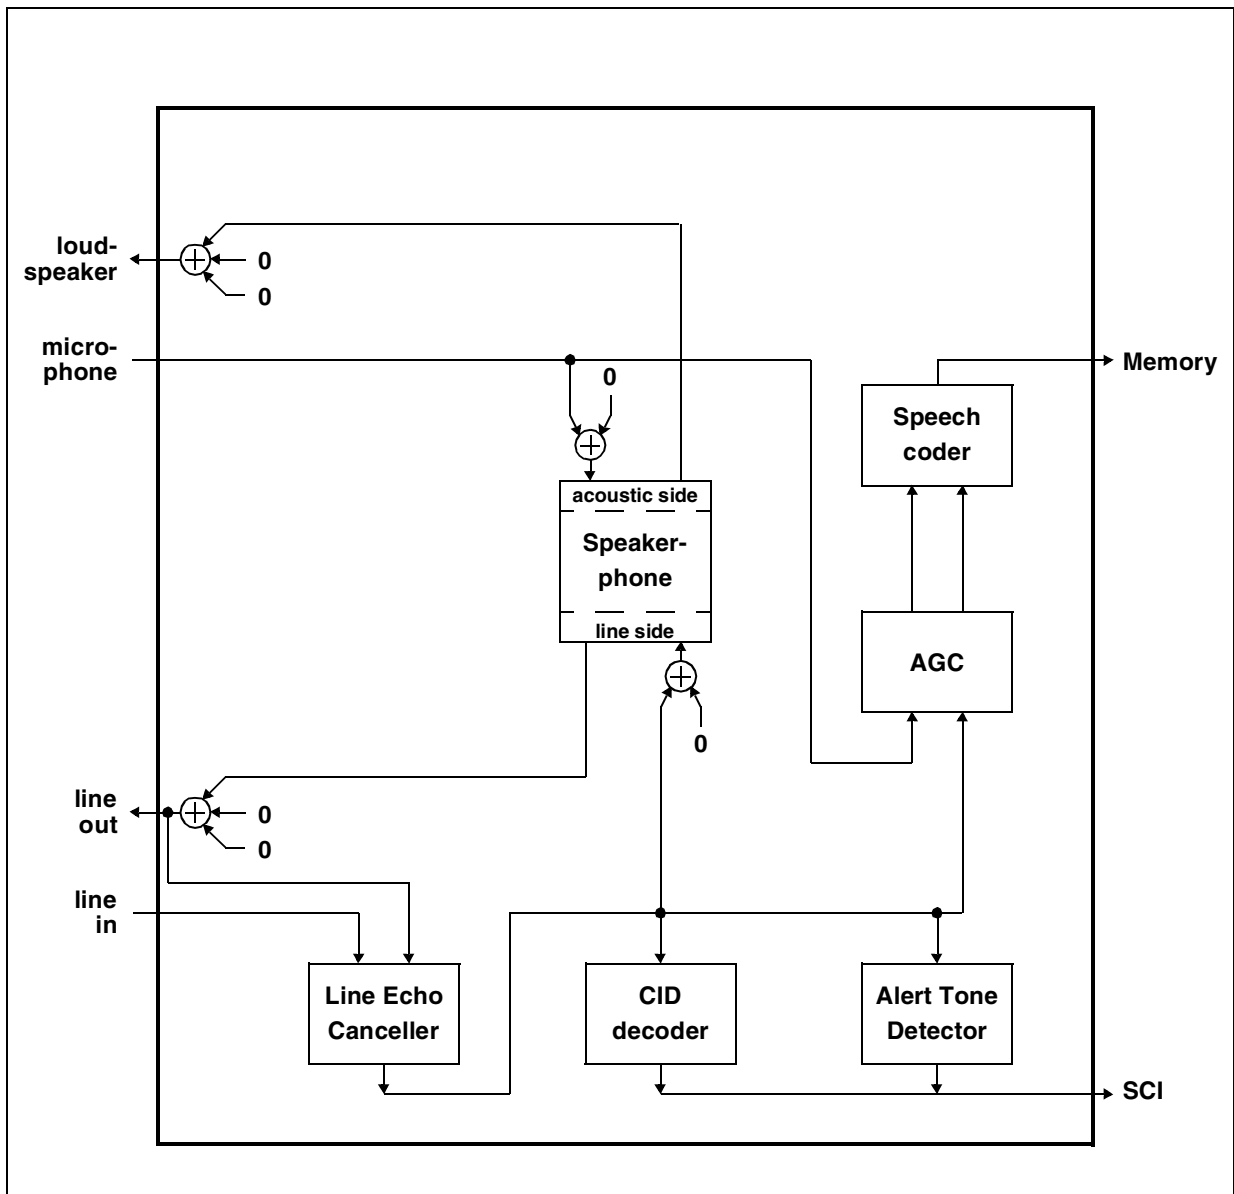 loud-
speaker
0
0
micro-
phone
0
Memory
Speech
coder
acoustic side
Speaker-
phone
line side
AGC
0
line
out
0
0
line
in
Line Echo
Canceller
CID
decoder
Alert Tone
Detector
SCI